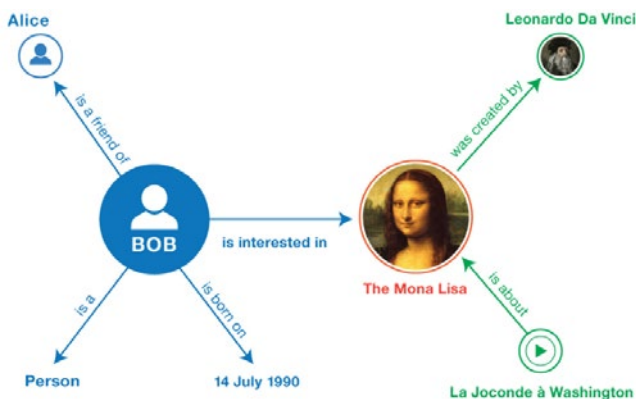 Alice
Leonardo Da Vinci
is a friend of
was created by
BOB
is interested in
The Mona Lisa
is a
is born on
is about
Person
14 July 1990
La Joconde à Washington